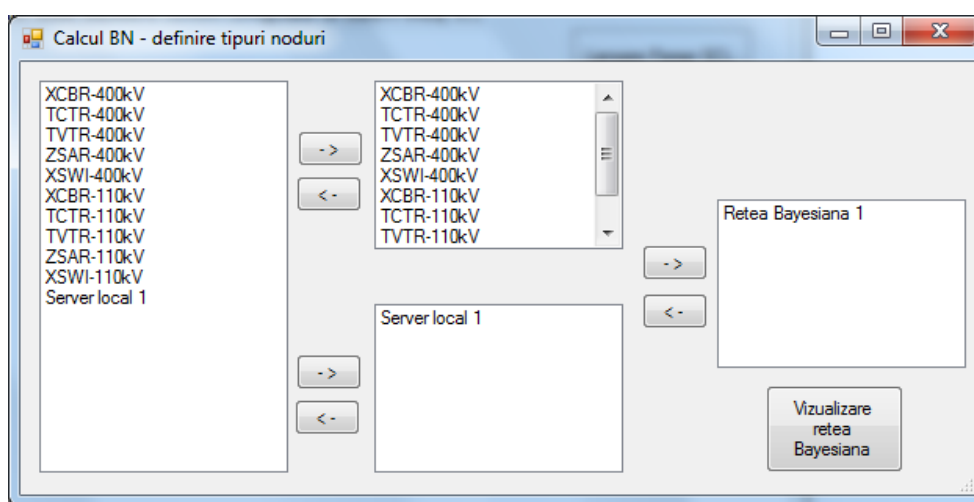 Calcul BN - definire tipuri noduri
XCBR-400kV
TCTR-400kV
TVTR-400kV
ZSAR-400kV
XSWI-400kV
XCBR-110kV
TCTR-110kV
TVTR-110kV
ZSAR-110kV
XSWI-110kV
Server local 1
->
<-
XCBR-400kV
TCTR-400kV
TVTR-400kV
ZSAR-400kV
XSWI-400kV
XCBR-110kV
TCTR-110kV
TVTR-110kV
->
<-
Server local 1
->
<-
Retea Bayesiana 1
Vizualizare
retea
Bayesiana